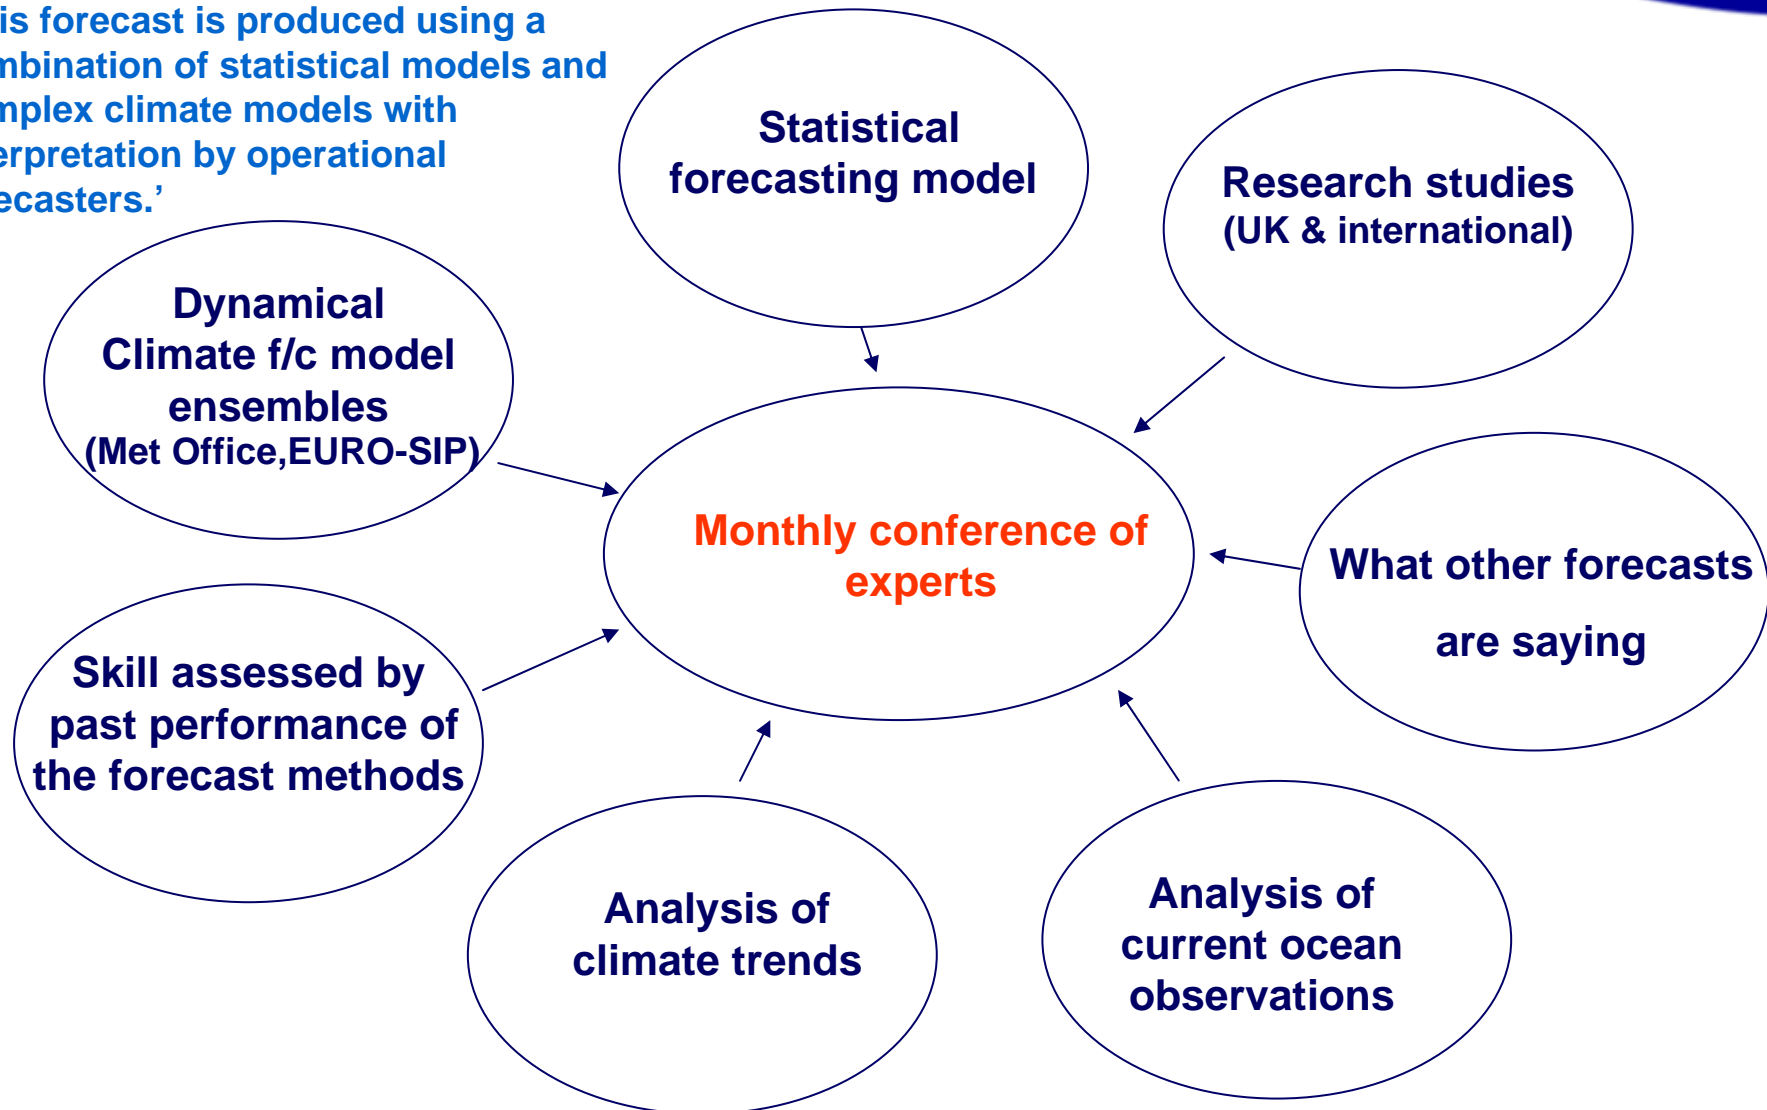 is forecast is produced using a
mbination of statistical models and
mplex climate models with
erpretation by operational
ecasters.’
Statistical
forecasting model
Research studies
(UK & international)
Dynamical
Climate f/c model
ensembles
(Met Office,EURO-SIP)
Monthly conference of
experts
What other forecasts
are saying
Skill assessed by
past performance of
the forecast methods
Analysis of
climate trends
Analysis of
current ocean
observations